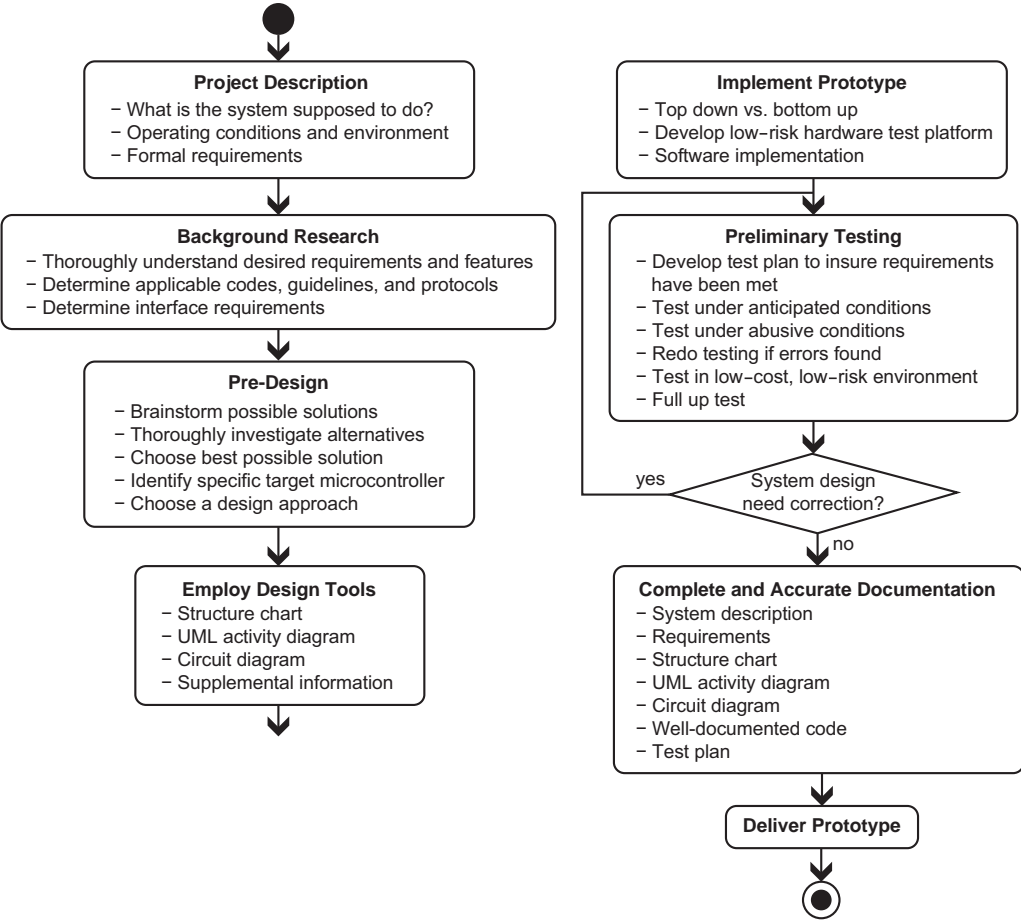 Project Description
− What is the system supposed to do?
− Operating conditions and environment
− Formal requirements
Background Research
− Thoroughly understand desired requirements and features
− Determine applicable codes, guidelines, and protocols
− Determine interface requirements
Pre-Design
− Brainstorm possible solutions
− Thoroughly investigate alternatives
− Choose best possible solution
− Identify specific target microcontroller
− Choose a design approach
Employ Design Tools
− Structure chart
− UML activity diagram
− Circuit diagram
− Supplemental information
Implement Prototype
− Top down vs. bottom up
− Develop low−risk hardware test platform
− Software implementation
Preliminary Testing
− Develop test plan to insure requirements
have been met
− Test under anticipated conditions
− Test under abusive conditions
− Redo testing if errors found
− Test in low−cost, low−risk environment
− Full up test
yes
System design
need correction?
no
Complete and Accurate Documentation
− System description
− Requirements
− Structure chart
− UML activity diagram
− Circuit diagram
− Well-documented code
− Test plan
Deliver Prototype